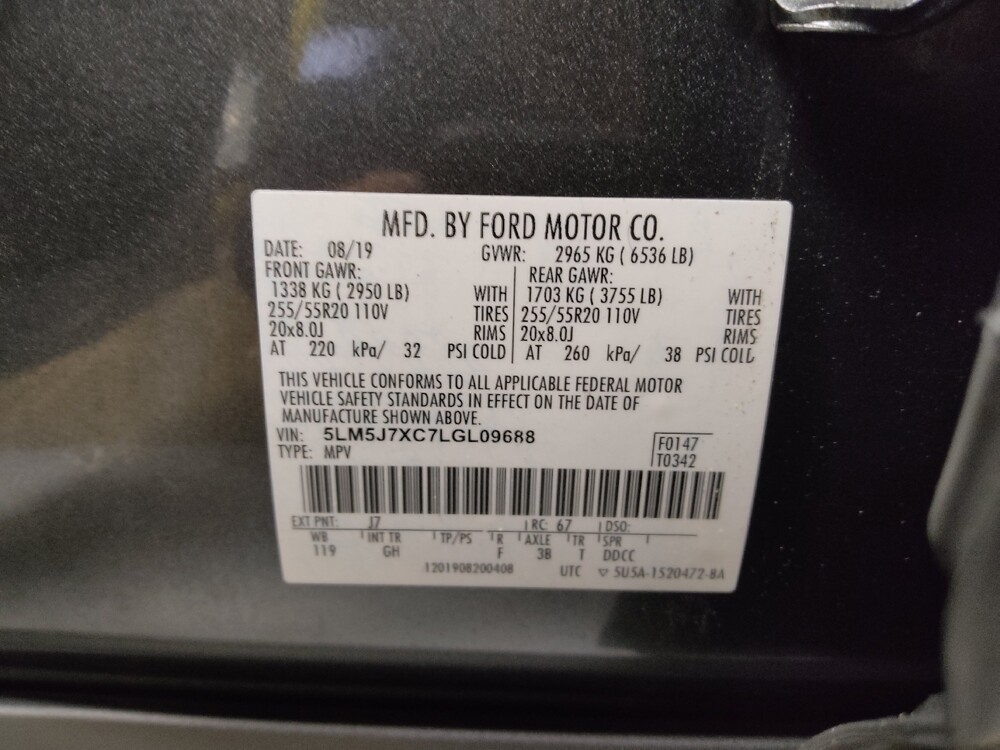 MFD. BY FORD MOTOR CO.
DATE: 08/19 GVWR: 2965 KG ( 6536 LB)
FRONT GAWR: REAR GAWR:
1338 KG ( 2950 LB) WITH 1703 KG ( 3755 LB) WITH
255/55R20 110V TIRES 255/55R20 110V TIRES
20x8.0J RIMS 20x8.0J RIMS
AT 220 kPa/ 32 PSI COLD AT 260 kPa/ 38 PSI COLD
THIS VEHICLE CONFORMS TO ALL APPLICABLE FEDERAL MOTOR
VEHICLE SAFETY STANDARDS IN EFFECT ON THE DATE OF
MANUFACTURE SHOWN ABOVE.
VIN: 5LM5J7XC7LGL09688 F0147
TYPE: MPV T0342
EXT PNT: J7 RC: 67 DSO:
WB INT TR TP/PS R AXLE TR SPR
119 GH F 3B T DDCC
1201908200408 UTC ▽ 5U5A-1520472-8A